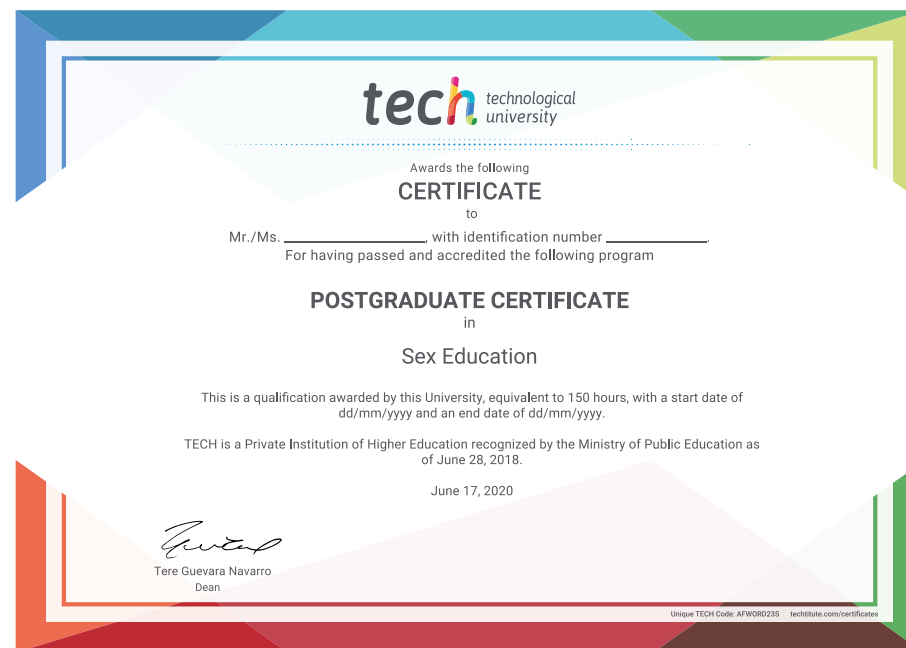 tech technological
university
Awards the following
CERTIFICATE
to
Mr./Ms. ____________________, with identification number ______________.
For having passed and accredited the following program
POSTGRADUATE CERTIFICATE
in
Sex Education
This is a qualification awarded by this University, equivalent to 150 hours, with a start date of
dd/mm/yyyy and an end date of dd/mm/yyyy.
TECH is a Private Institution of Higher Education recognized by the Ministry of Public Education as
of June 28, 2018.
June 17, 2020
Tere Guevara Navarro
Dean
Unique TECH Code: AFWORD23S techtitute.com/certificates